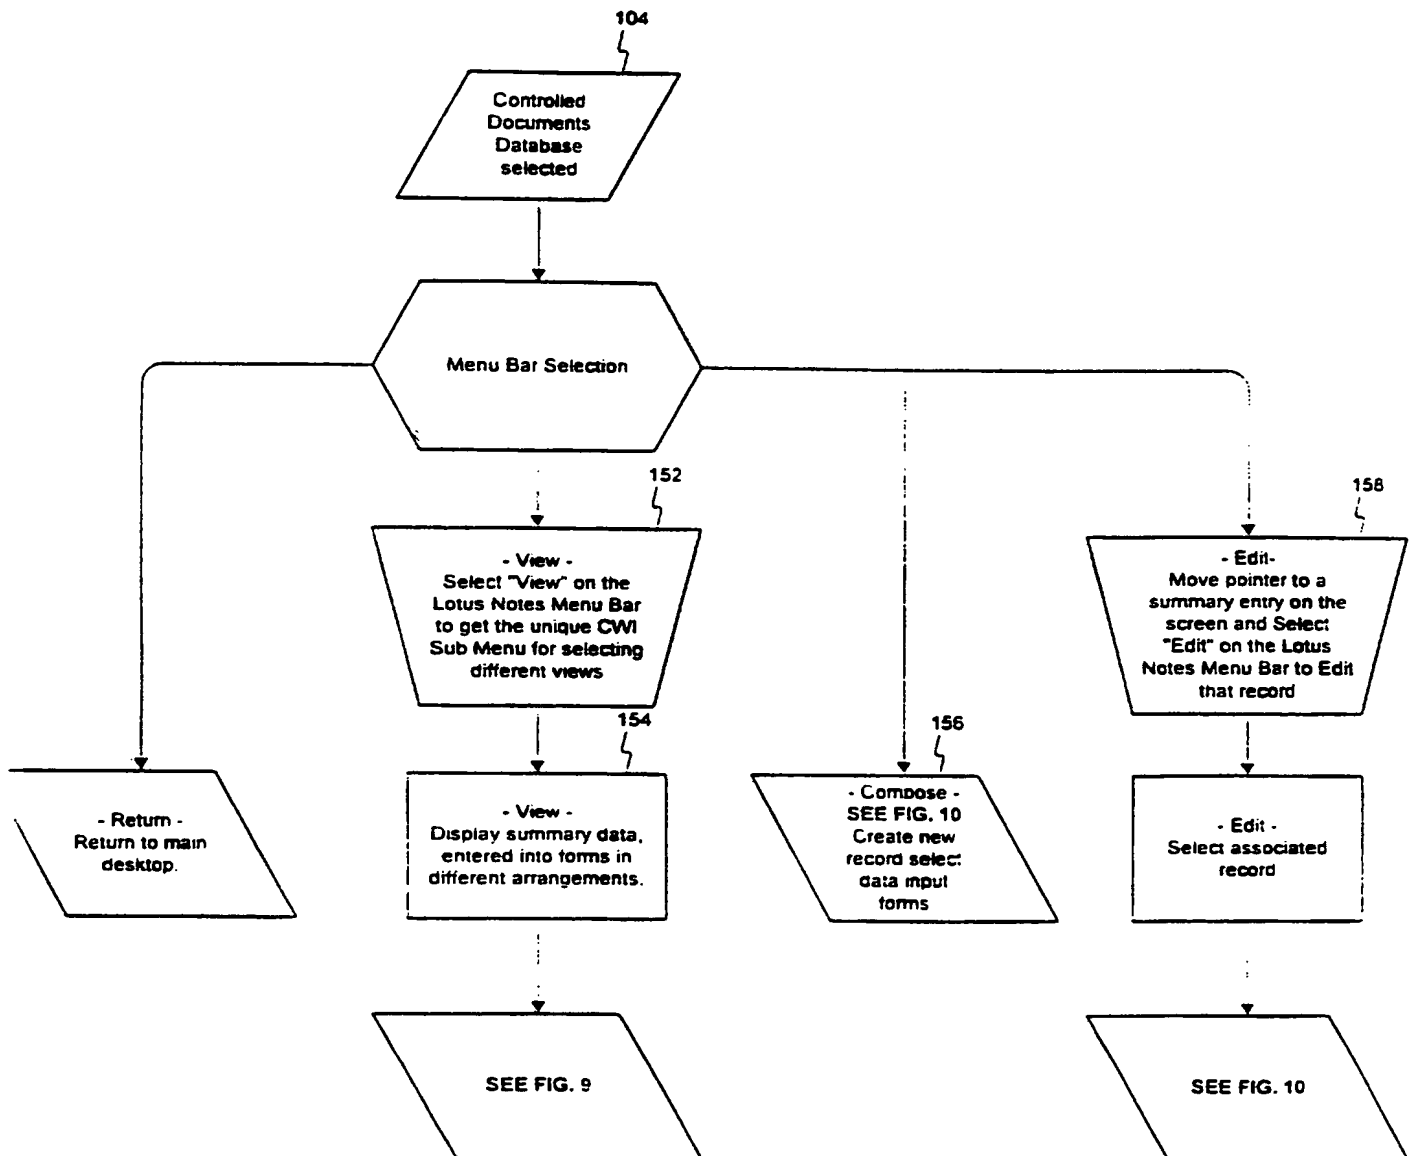 104
Controlled
Documents
Database
selected
Menu Bar Selection
152
- View -
Select "View" on the
Lotus Notes Menu Bar
to get the unique CWI
Sub Menu for selecting
different views
158
- Edit-
Move pointer to a
summary entry on the
screen and Select
"Edit" on the Lotus
Notes Menu Bar to Edit
that record
- Return -
Return to main
desktop.
154
- View -
Display summary data,
entered into forms in
different arrangements.
156
- Compose -
SEE FIG. 10
Create new
record select
data input
forms
- Edit -
Select associated
record
SEE FIG. 9
SEE FIG. 10